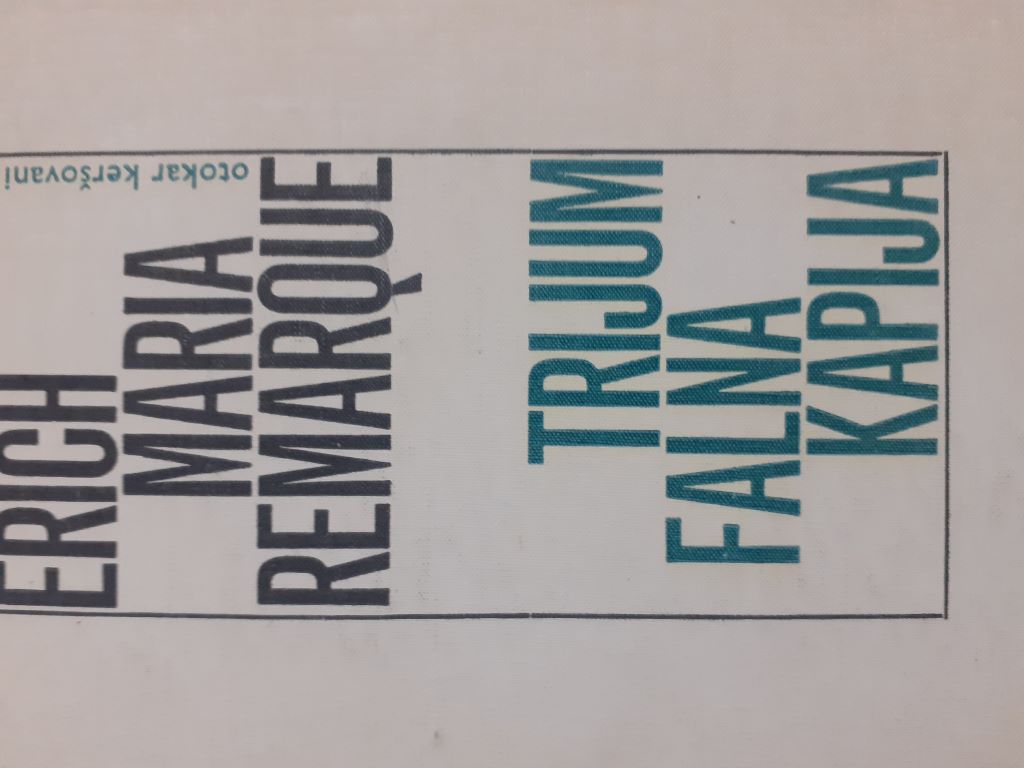 ERICH
MARIA
REMARQUE
TRIJUM
FALNA
KAPIJA
otokar keršovani